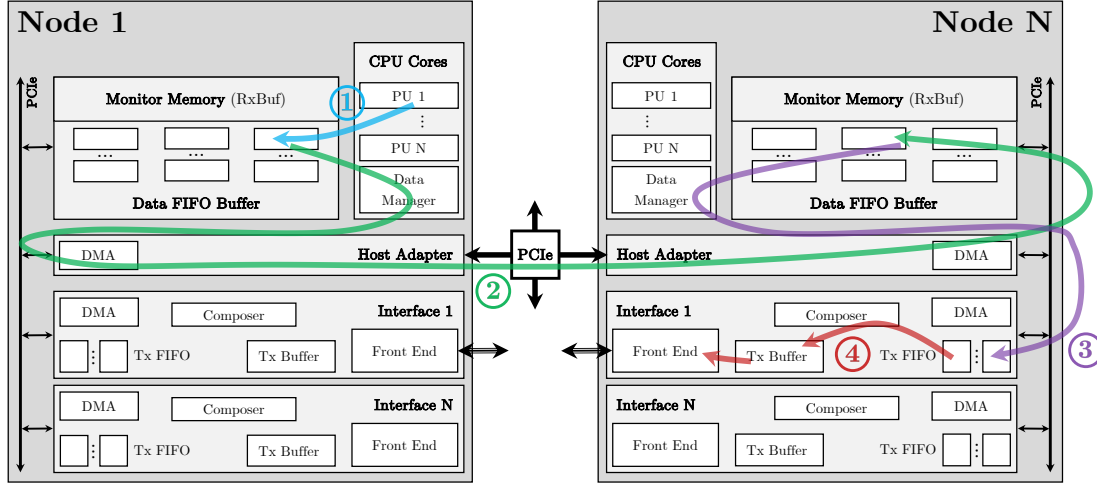 Node 1
CPU Cores
PCIe
Monitor Memory (RxBuf)
1
PU 1
⋮
... ... ...
PU N
Data
Manager
Data FIFO Buffer
DMA
Host Adapter
2
Interface 1
DMA
Composer
⋮
Tx FIFO
Tx Buffer
Front End
Interface N
DMA
Composer
⋮
Tx FIFO
Tx Buffer
Front End
PCIe
Node N
CPU Cores
PU 1
⋮
PU N
Data
Manager
Monitor Memory (RxBuf)
PCIe
... ... ...
Data FIFO Buffer
Host Adapter
DMA
Interface 1
Composer
DMA
Front End
Tx Buffer
4
Tx FIFO
⋮
3
Interface N
Composer
DMA
Front End
Tx Buffer
Tx FIFO
⋮